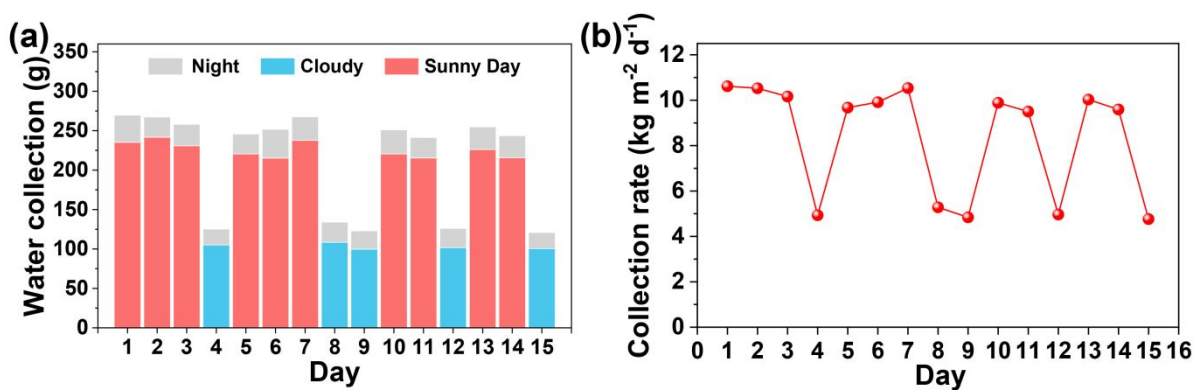 (a)
Water collection (g)
350
300
250
200
150
100
50
0
Night Cloudy Sunny Day
1 2 3 4 5 6 7 8 9 10 11 12 13 14 15
Day
(b)
Collection rate (kg m⁻² d⁻¹)
12
10
8
6
4
2
0
0 1 2 3 4 5 6 7 8 9 10 11 12 13 14 15 16
Day